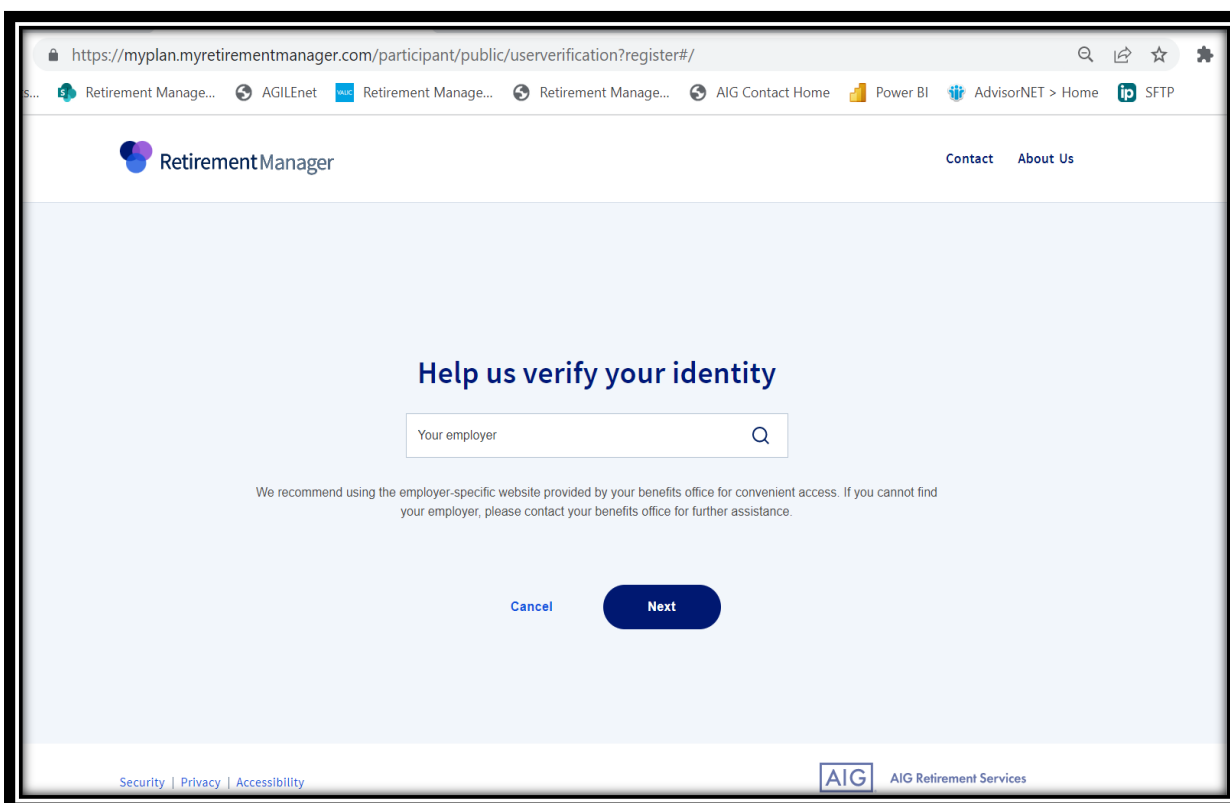 https://myplan.myretirementmanager.com/participant/public/userverification?register#/
s... Retirement Manage... AGILEnet VALIC Retirement Manage... Retirement Manage... AIG Contact Home Power BI AdvisorNET > Home ip SFTP
RetirementManager Contact About Us
Help us verify your identity
Your employer
We recommend using the employer-specific website provided by your benefits office for convenient access. If you cannot find
your employer, please contact your benefits office for further assistance.
Cancel Next
Security | Privacy | Accessibility AIG AIG Retirement Services